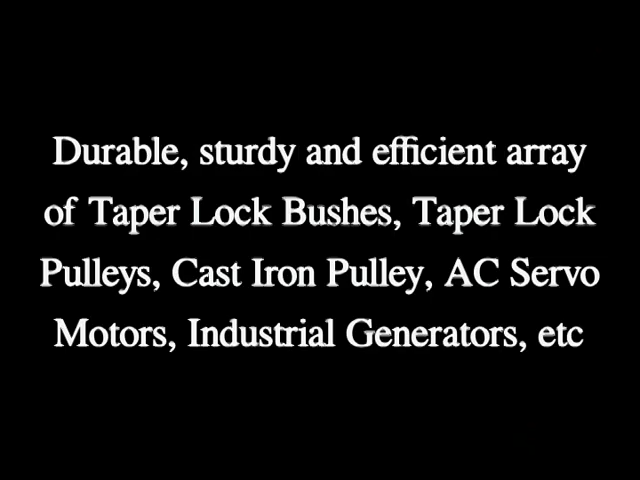 Durable, sturdy and efficient array
of Taper Lock Bushes, Taper Lock
Pulleys, Cast Iron Pulley, AC Servo
Motors, Industrial Generators, etc